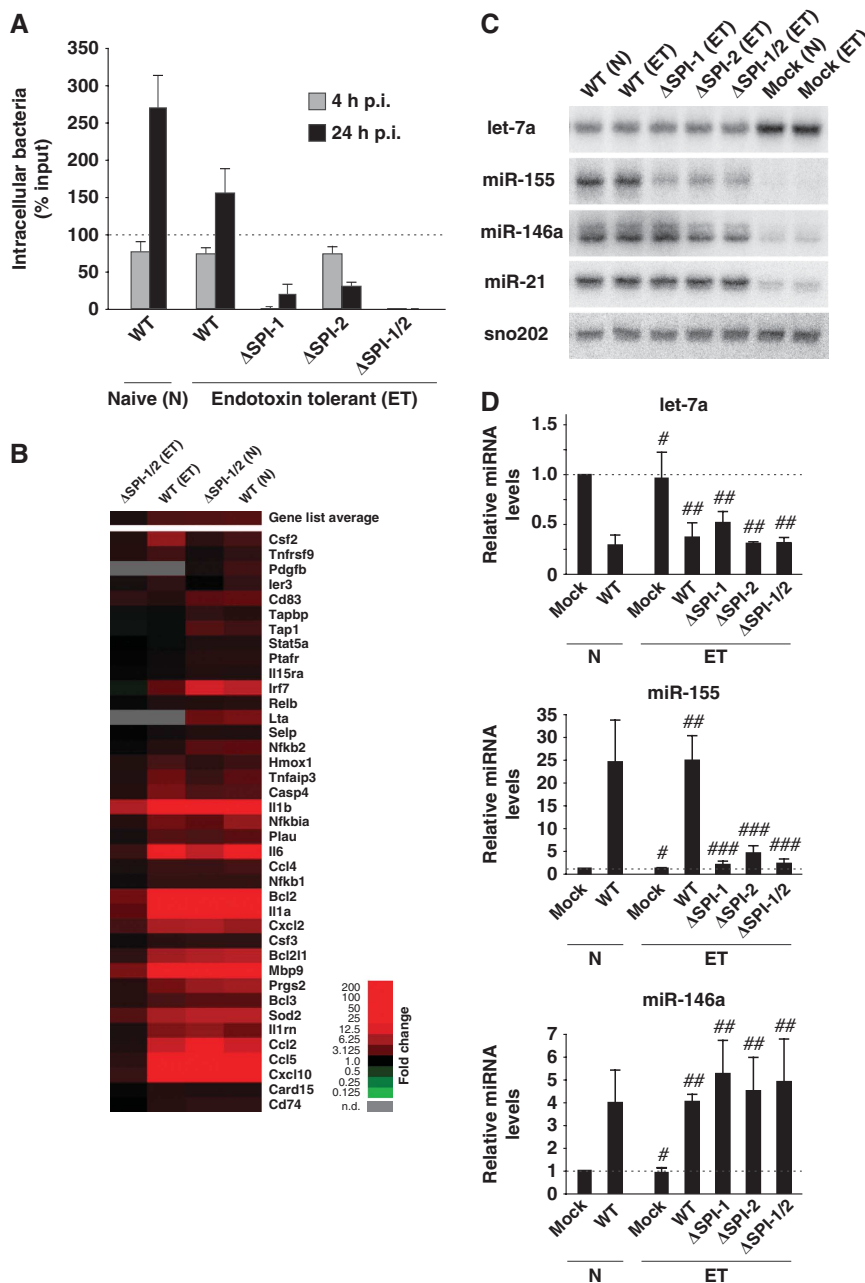 A
Intracellular bacteria
(% input)
350
300
250
200
150
100
50
0
4 h p.i.
24 h p.i.
WT
WT
ΔSPI-1
ΔSPI-2
ΔSPI-1/2
Naive (N)
Endotoxin tolerant (ET)
B
ΔSPI-1/2 (ET)
WT (ET)
ΔSPI-1/2 (N)
WT (N)
Gene list average
Csf2
Tnfrsf9
Pdgfb
Ier3
Cd83
Tapbp
Tap1
Stat5a
Ptafr
Il15ra
Irf7
Relb
Lta
Selp
Nfkb2
Hmox1
Tnfaip3
Casp4
Il1b
Nfkbia
Plau
Il6
Ccl4
Nfkb1
Bcl2
Il1a
Cxcl2
Csf3
Bcl2l1
Mbp9
Prgs2
Bcl3
Sod2
Il1rn
Ccl2
Ccl5
Cxcl10
Card15
Cd74
200
100
50
25
12.5
6.25
3.125
1.0
0.5
0.25
0.125
n.d.
Fold change
C
WT (N)
WT (ET)
ΔSPI-1 (ET)
ΔSPI-2 (ET)
ΔSPI-1/2 (ET)
Mock (N)
Mock (ET)
let-7a
miR-155
miR-146a
miR-21
sno202
D
let-7a
Relative miRNA
levels
1.5
1.0
0.5
0
#
##
##
##
##
Mock
WT
Mock
WT
ΔSPI-1
ΔSPI-2
ΔSPI-1/2
N
ET
miR-155
Relative miRNA
levels
35
30
25
20
15
10
5
0
#
##
###
###
###
Mock
WT
Mock
WT
ΔSPI-1
ΔSPI-2
ΔSPI-1/2
N
ET
miR-146a
Relative miRNA
levels
7
6
5
4
3
2
1
0
#
##
##
##
##
Mock
WT
Mock
WT
ΔSPI-1
ΔSPI-2
ΔSPI-1/2
N
ET